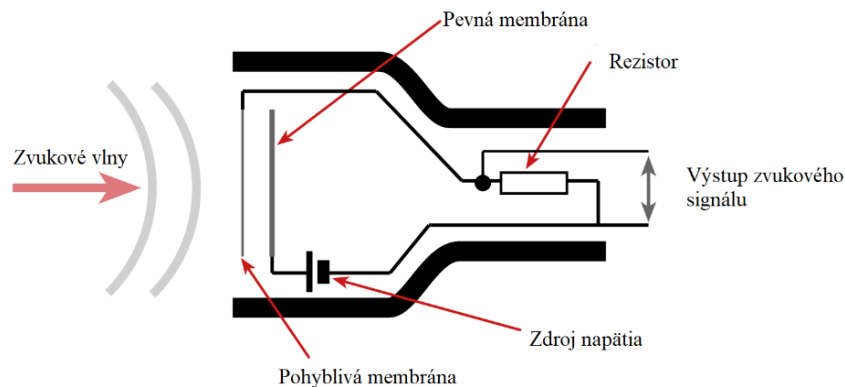 Pevná membrána
Rezistor
Zvukové vlny
Výstup zvukového
signálu
Zdroj napätia
Pohyblivá membrána